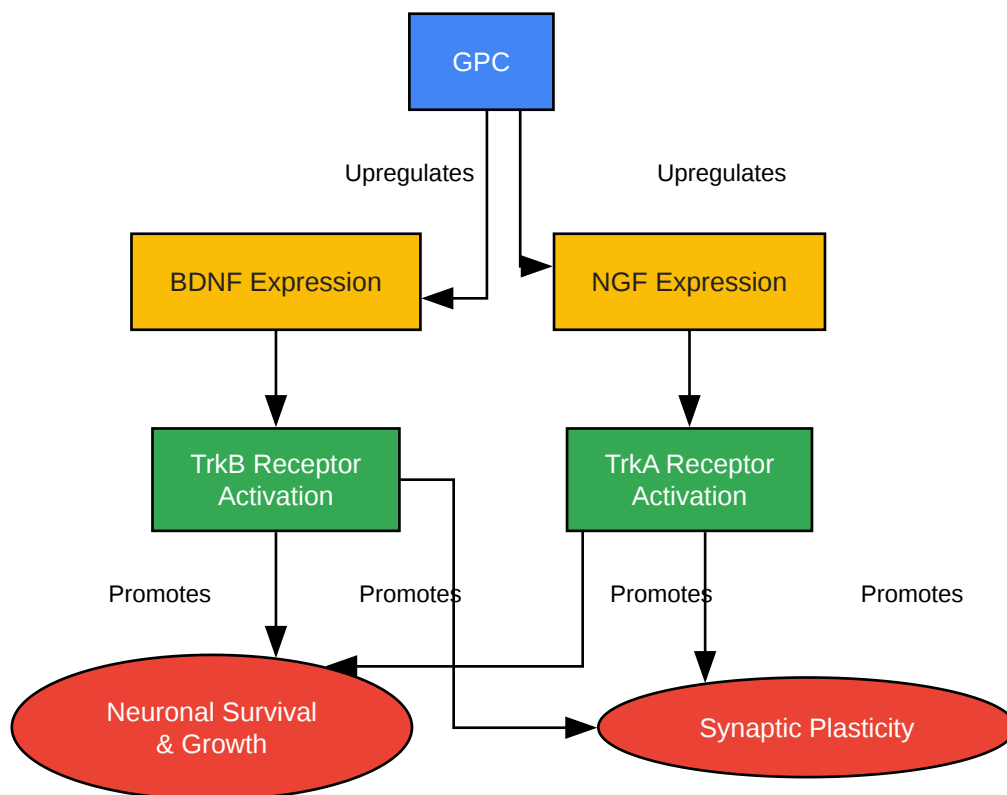 GPC
Upregulates
Upregulates
BDNF Expression
NGF Expression
TrkB Receptor
Activation
TrkA Receptor
Activation
Promotes
Promotes
Promotes
Promotes
Neuronal Survival
& Growth
Synaptic Plasticity